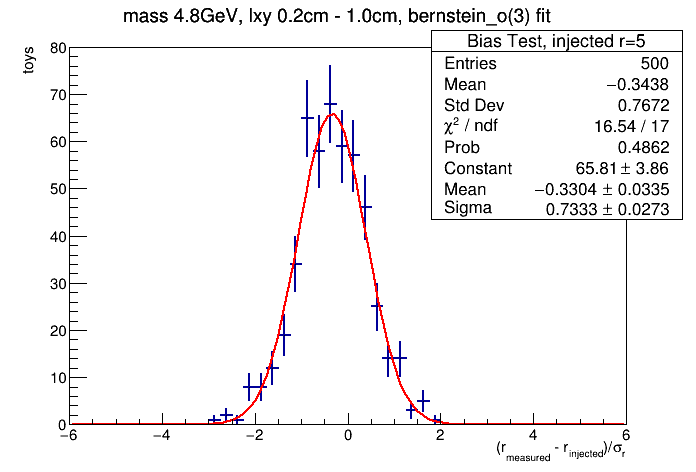 mass 4.8GeV, lxy 0.2cm - 1.0cm, bernstein_o(3) fit
toys
Bias Test, injected r=5
Entries 500
Mean −0.3438
Std Dev 0.7672
χ² / ndf 16.54 / 17
Prob 0.4862
Constant 65.81 ± 3.86
Mean −0.3304 ± 0.0335
Sigma 0.7333 ± 0.0273
80
70
60
50
40
30
20
10
0
−6 −4 −2 0 2 4 6
(r_measured - r_injected)/σ_r